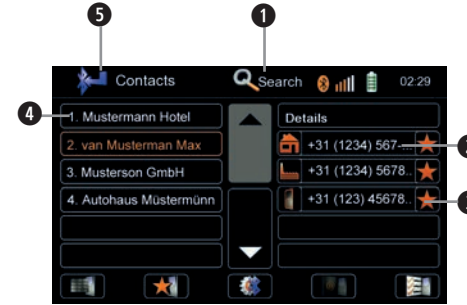 5 1
Contacts Search 02:29
4 1. Mustermann Hotel Details
2. van Musterman Max +31 (1234) 567-...
3. Musterson GmbH +31 (1234) 5678..
4. Autohaus Müstermünn +31 (123) 45678..